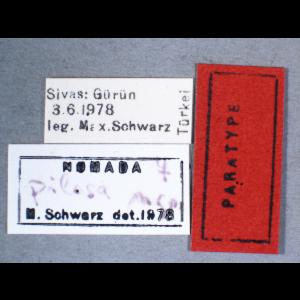 Sivas: Gürün
3.6.1978
leg. Max.Schwarz
Türkei
NOMADA
pilosa
M. Schwarz det.1978
PARATYPE